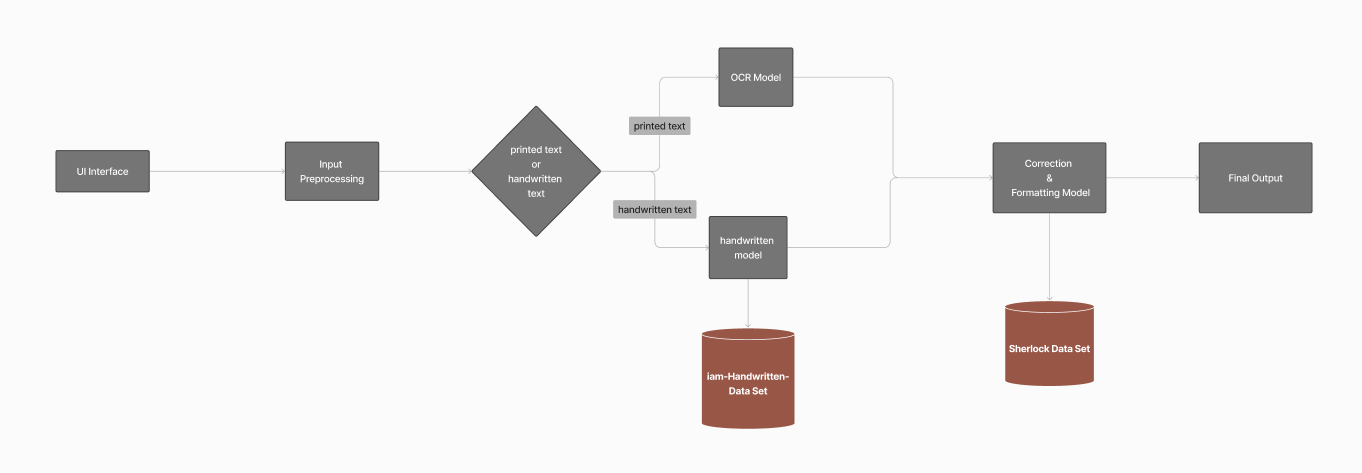 UI Interface
Input
Preprocessing
printed text
or
handwritten
text
printed text
handwritten text
OCR Model
handwritten
model
iam-Handwritten-
Data Set
Correction
&
Formatting Model
Sherlock Data Set
Final Output